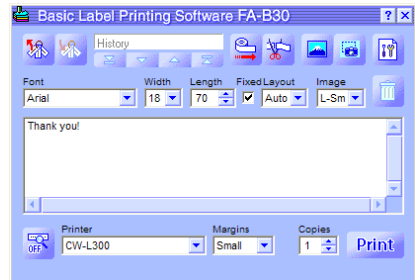 Basic Label Printing Software FA-B30
History
Font Width Length Fixed Layout Image
Arial 18 70 Auto L-Sm
Thank you!
OFF
Printer Margins Copies
CW-L300 Small 1 Print